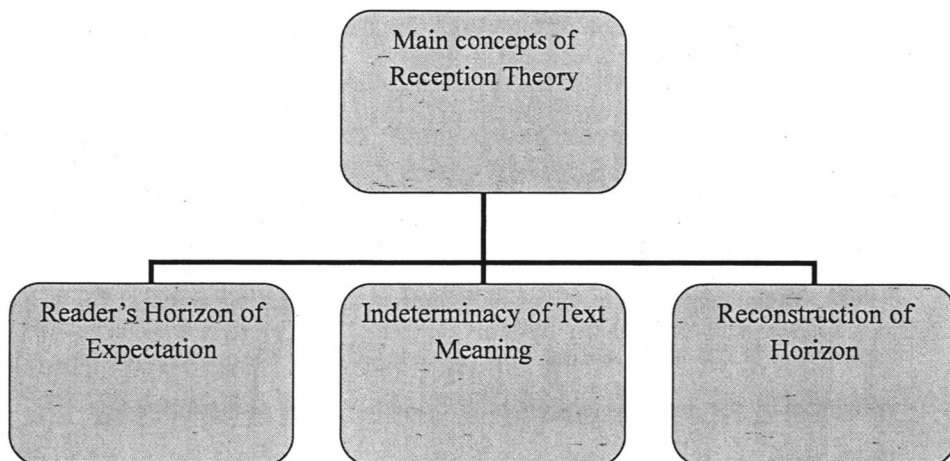 Main concepts of
Reception Theory
Reader's Horizon of
Expectation
Indeterminacy of Text
Meaning
Reconstruction of
Horizon